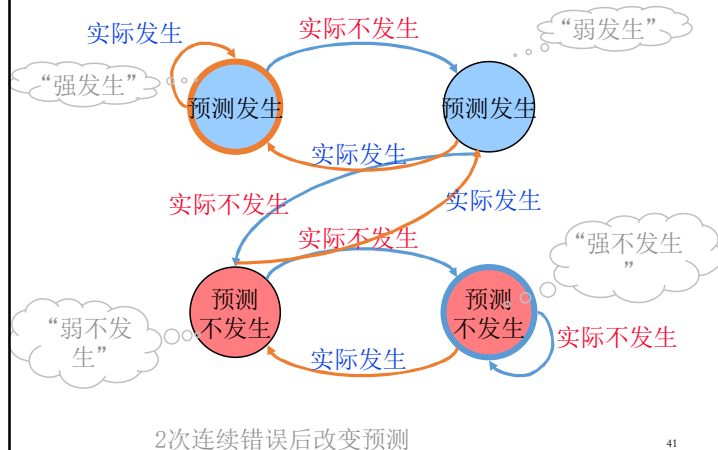 实际发生
实际不发生
“弱发生”
“强发生”
预测发生
预测发生
实际发生
实际不发生
实际发生
实际不发生
“强不发生
”
“弱不发
生”
预测
不发生
预测
不发生
实际不发生
实际发生
2次连续错误后改变预测
41